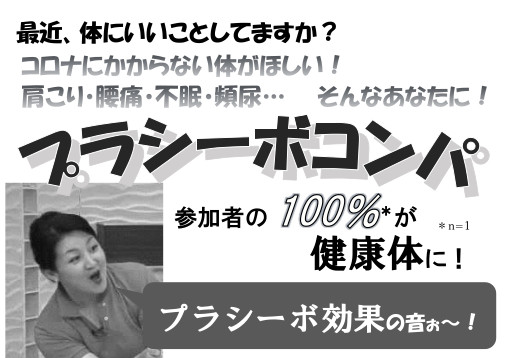 最近、体にいいことしてますか？
コロナにかからない体がほしい！
肩こり・腰痛・不眠・頻尿… そんなあなたに！
プラシーボコンパ
参加者の 100%*が
*n=1
健康体に！
プラシーボ効果の音ぉ～！